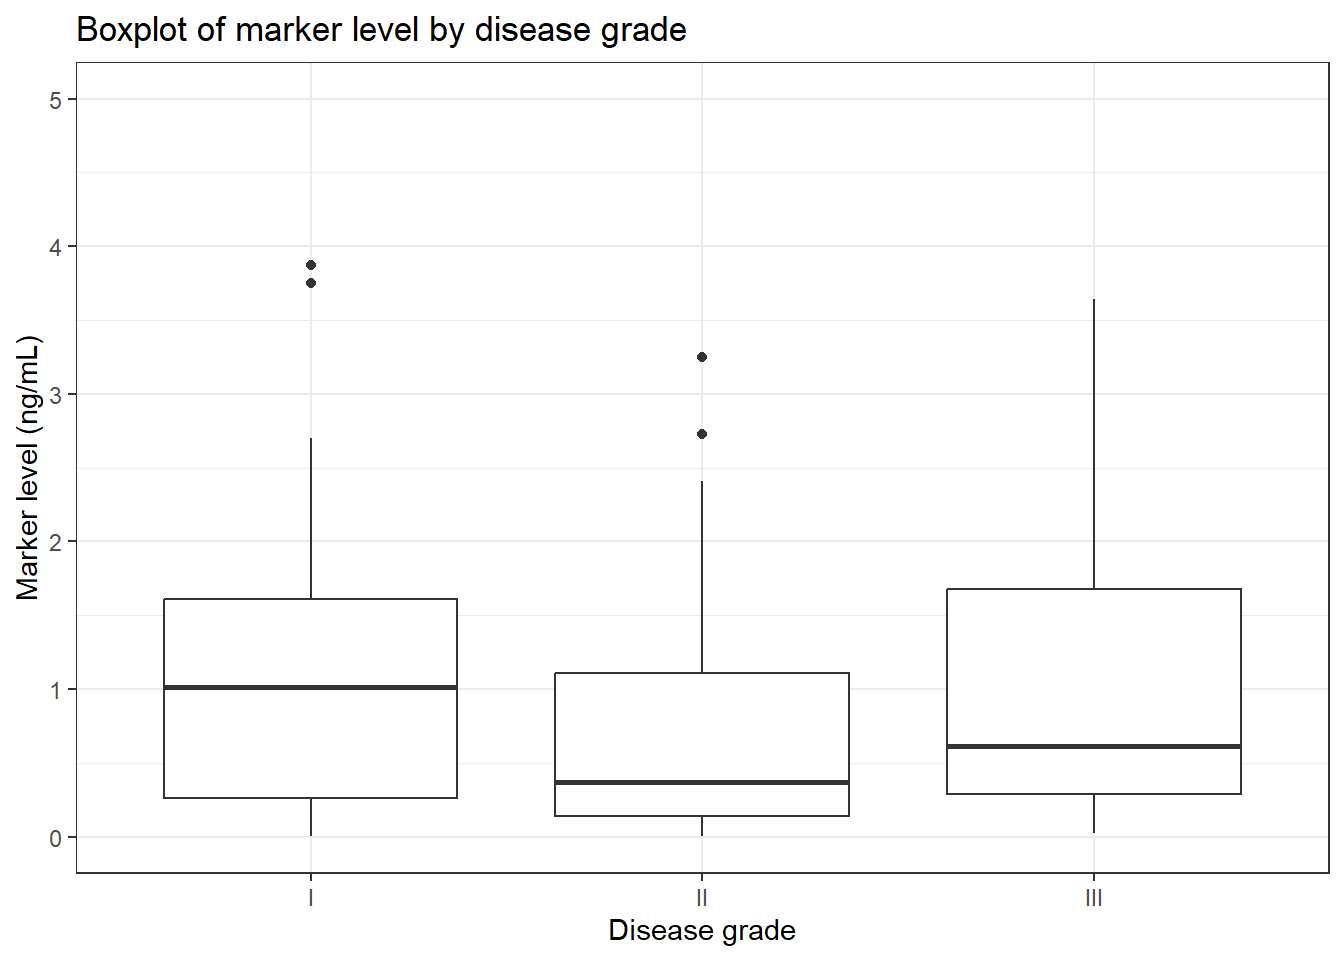 Boxplot of marker level by disease grade
Marker level (ng/mL)
5
4
3
2
1
0
I
II
III
Disease grade